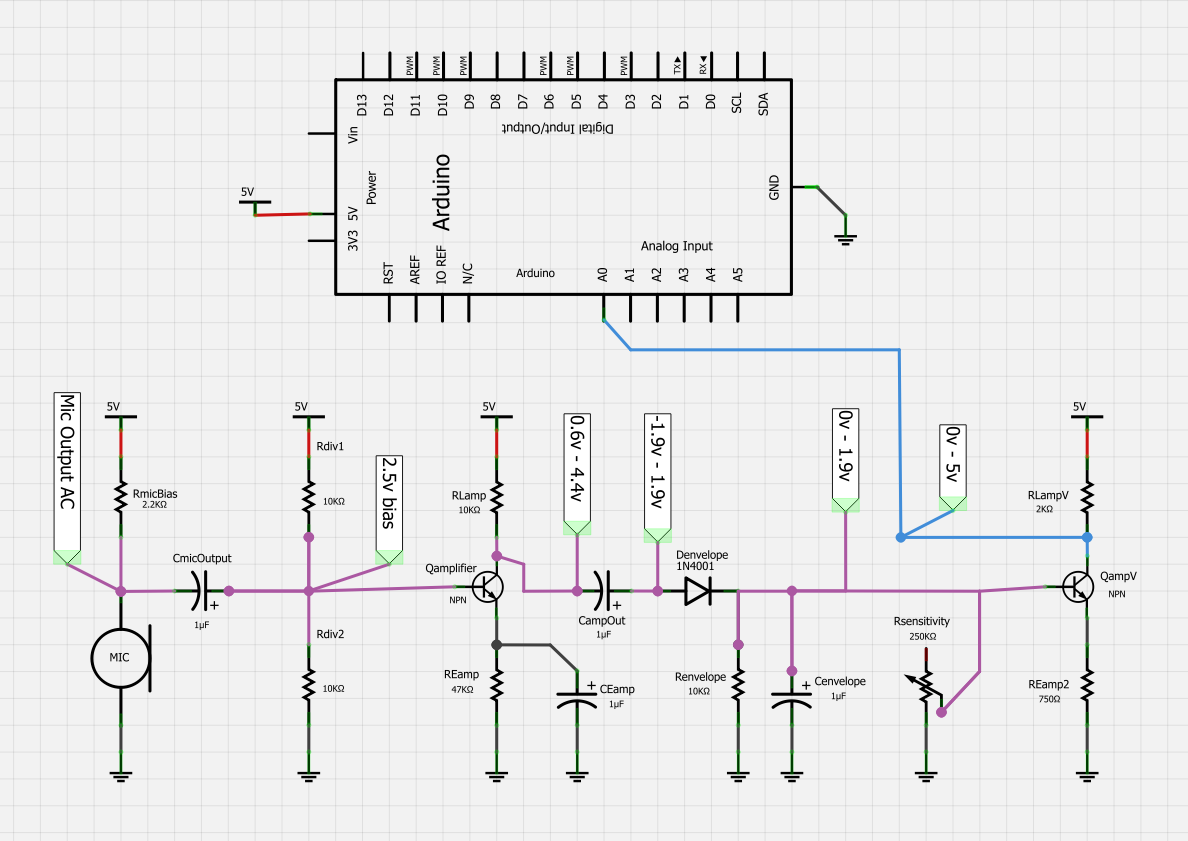 PWM
PWM
PWM
PWM
PWM
PWM
TX▶
RX◀
D13
D12
D11
D10
D9
D8
D7
D6
D5
D4
D3
D2
D1
D0
SCL
SDA
Digital Input/Output
Vin
Power
Arduino
GND
5V
5V
3V3
Analog Input
RST
AREF
IO REF
N/C
Arduino
A0
A1
A2
A3
A4
A5
Mic Output AC
5V
5V
5V
5V
Rdiv1
2.5v bias
0.6v - 4.4v
-1.9v - 1.9v
0v - 1.9v
0v - 5v
RmicBias
2.2KΩ
10KΩ
RLamp
10KΩ
RLampV
2KΩ
CmicOutput
+
1µF
Qamplifier
NPN
Denvelope
1N4001
+
CampOut
1µF
QampV
NPN
Rdiv2
10KΩ
MIC
REamp
47KΩ
+
CEamp
1µF
Renvelope
10KΩ
+
Cenvelope
1µF
Rsensitivity
250KΩ
REamp2
750Ω